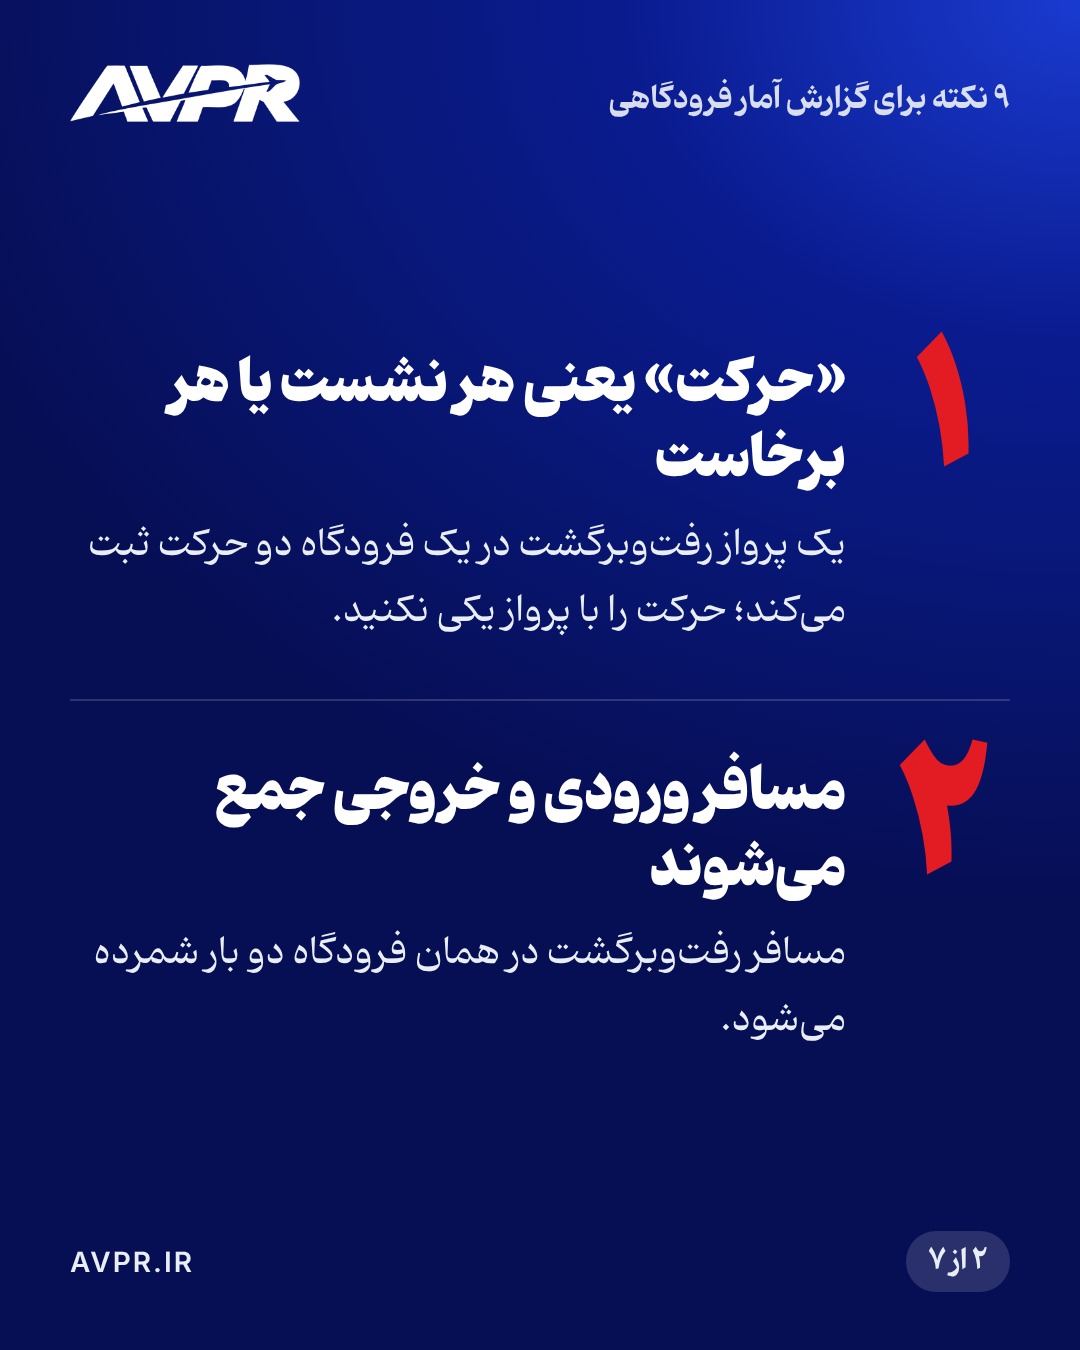 ۹ نکته برای گزارش آمار فرودگاهی
AVPR
۱
«حرکت» یعنی هر نشست یا هر
برخاست
یک پرواز رفت‌وبرگشت در یک فرودگاه دو حرکت ثبت
می‌کند؛ حرکت را با پرواز یکی نکنید.
۲
مسافر ورودی و خروجی جمع
می‌شوند
مسافر رفت‌وبرگشت در همان فرودگاه دو بار شمرده
می‌شود.
۲ از ۷
AVPR.IR